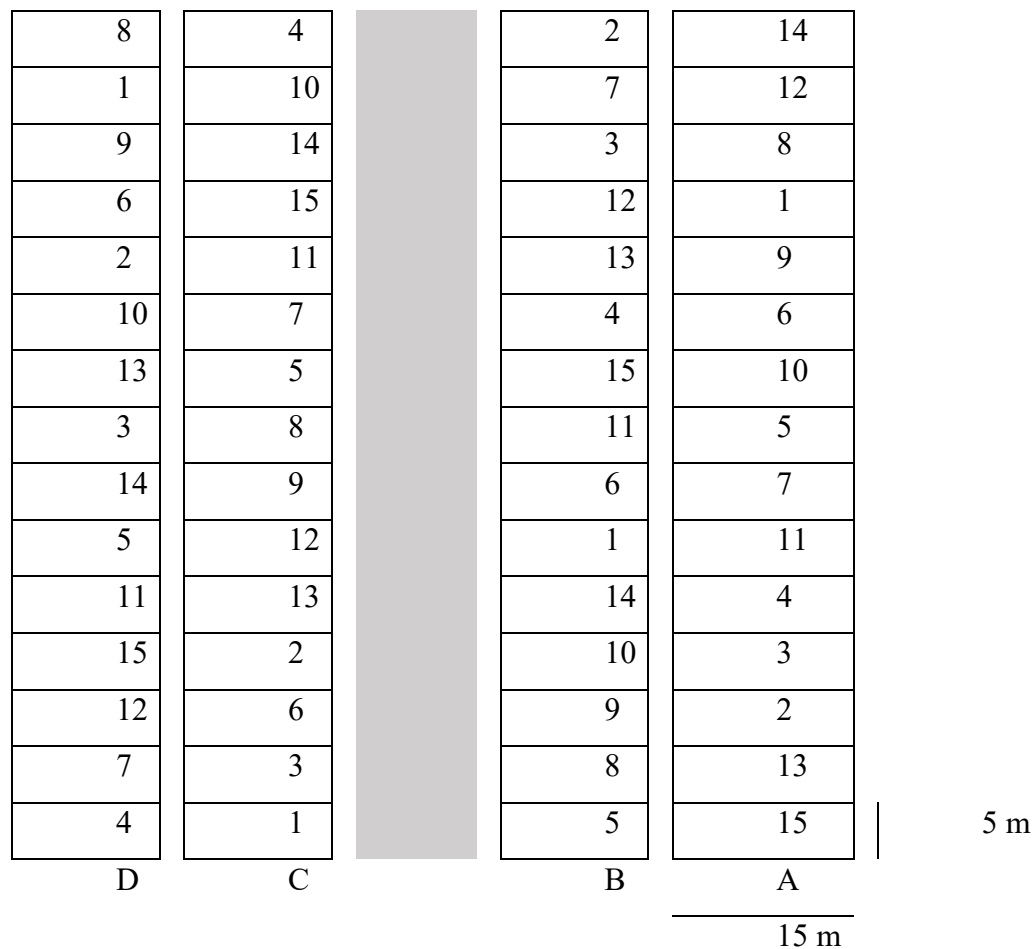 8 4 2 14
1 10 7 12
9 14 3 8
6 15 12 1
2 11 13 9
10 7 4 6
13 5 15 10
3 8 11 5
14 9 6 7
5 12 1 11
11 13 14 4
15 2 10 3
12 6 9 2
7 3 8 13
4 1 5 15 5 m
D C B A
15 m